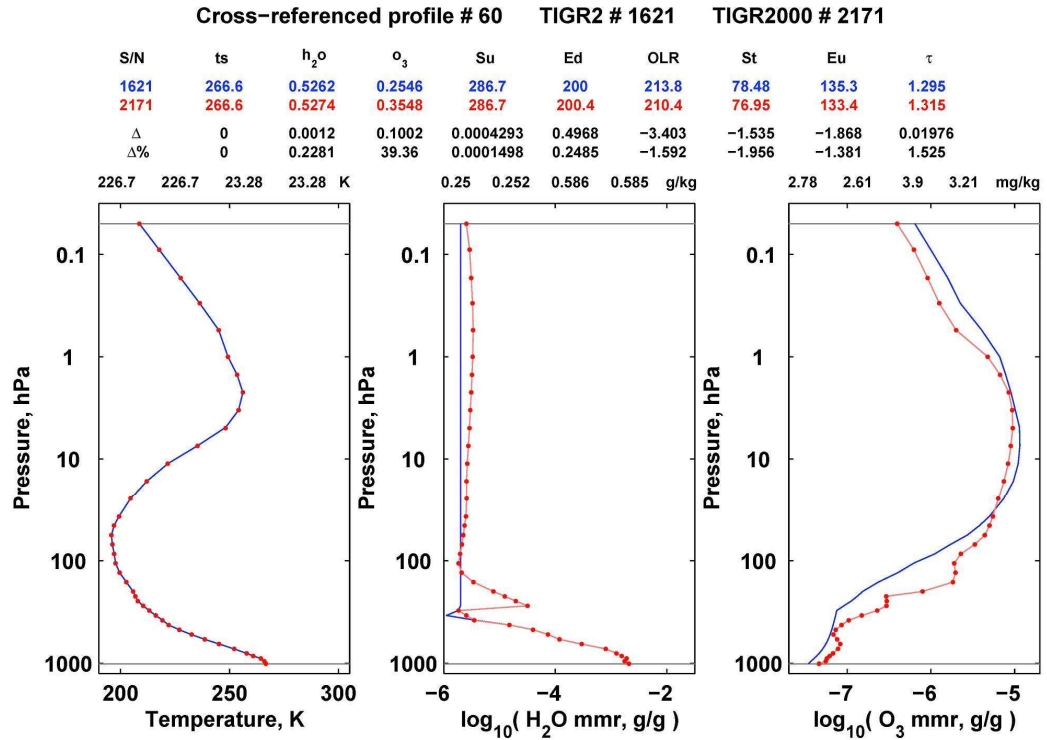 Cross−referenced profile # 60 TIGR2 # 1621 TIGR2000 # 2171
S/N ts h2o o3 Su Ed OLR St Eu τ
1621 266.6 0.5262 0.2546 286.7 200 213.8 78.48 135.3 1.295
2171 266.6 0.5274 0.3548 286.7 200.4 210.4 76.95 133.4 1.315
Δ 0 0.0012 0.1002 0.0004293 0.4968 −3.403 −1.535 −1.868 0.01976
Δ% 0 0.2281 39.36 0.0001498 0.2485 −1.592 −1.956 −1.381 1.525
226.7 226.7 23.28 23.28 K
0.25 0.252 0.586 0.585 g/kg
2.78 2.61 3.9 3.21 mg/kg
Pressure, hPa
0.1
1
10
100
1000
200 250 300
Temperature, K
Pressure, hPa
0.1
1
10
100
1000
−6 −4 −2
log10( H2O mmr, g/g )
Pressure, hPa
0.1
1
10
100
1000
−7 −6 −5
log10( O3 mmr, g/g )